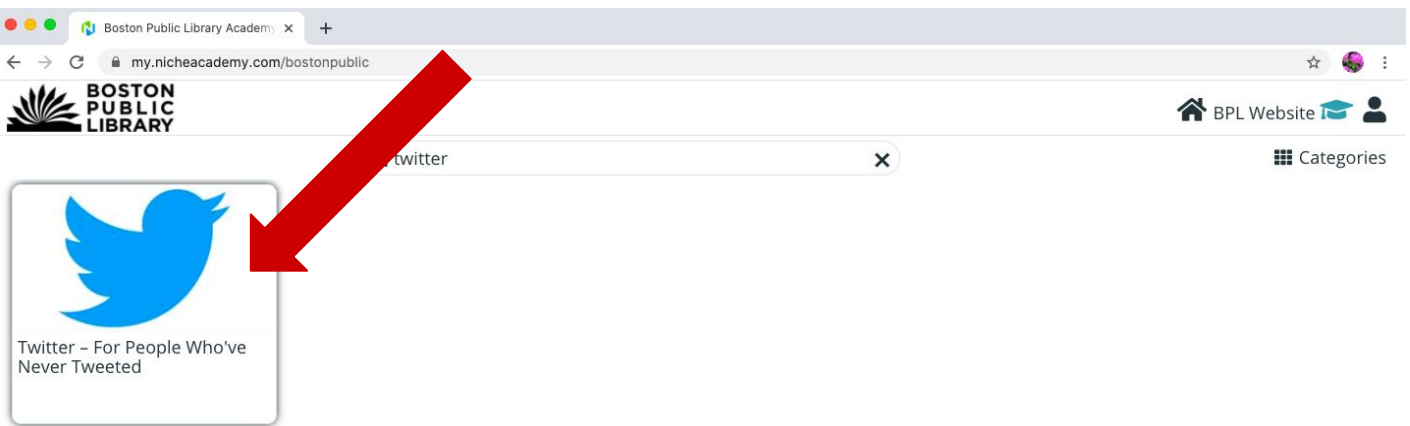 Boston Public Library Academy
my.nicheacademy.com/bostonpublic
BOSTON
PUBLIC
LIBRARY
BPL Website
twitter
Categories
Twitter – For People Who've
Never Tweeted